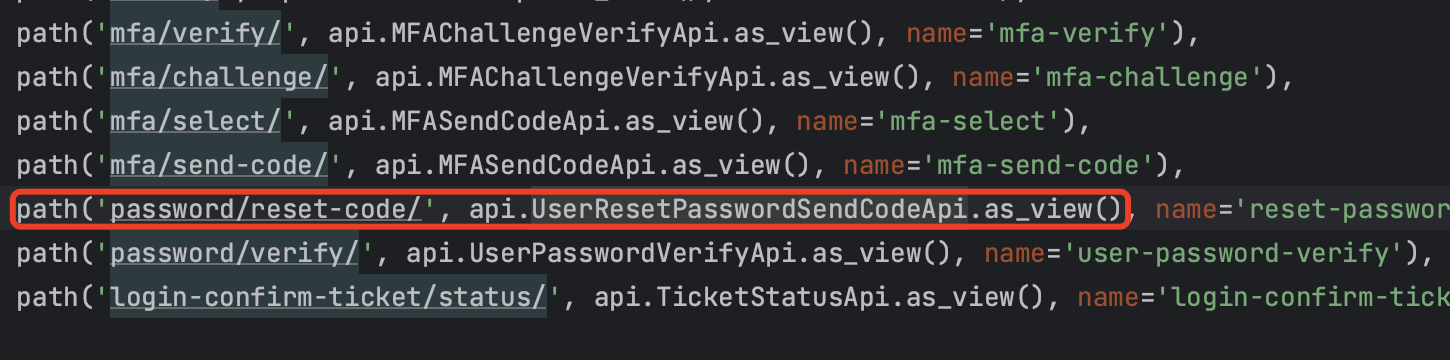 path('mfa/verify/', api.MFAChallengeVerifyApi.as_view(), name='mfa-verify'),
path('mfa/challenge/', api.MFAChallengeVerifyApi.as_view(), name='mfa-challenge'),
path('mfa/select/', api.MFASendCodeApi.as_view(), name='mfa-select'),
path('mfa/send-code/', api.MFASendCodeApi.as_view(), name='mfa-send-code'),
path('password/reset-code/', api.UserResetPasswordSendCodeApi.as_view(), name='reset-passwor
path('password/verify/', api.UserPasswordVerifyApi.as_view(), name='user-password-verify'),
path('login-confirm-ticket/status/', api.TicketStatusApi.as_view(), name='login-confirm-tick